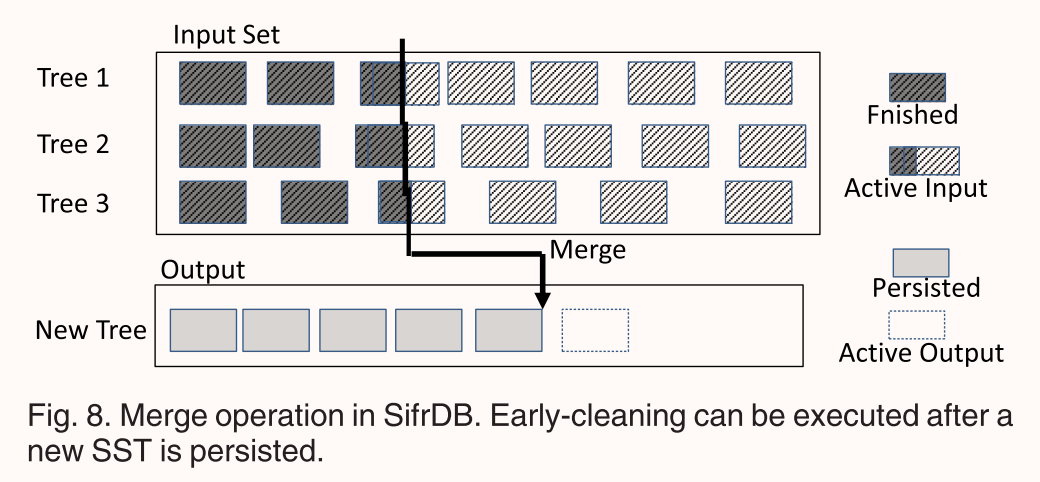 Input Set
Tree 1
Tree 2
Tree 3
Fnished
Active Input
Merge
Output
Persisted
New Tree
Active Output
Fig. 8. Merge operation in SifrDB. Early-cleaning can be executed after a
new SST is persisted.